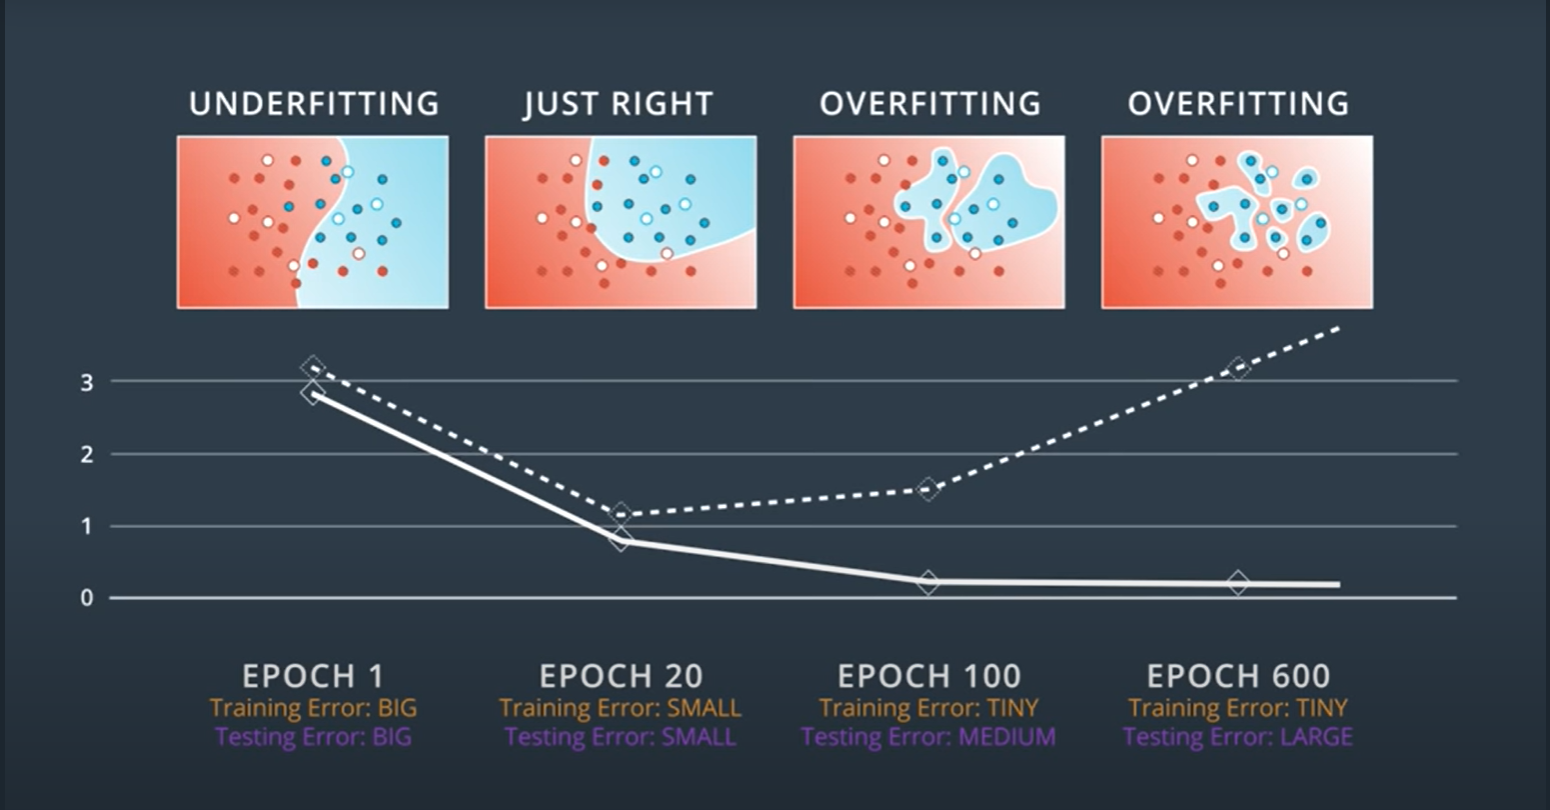 UNDERFITTING
JUST RIGHT
OVERFITTING
OVERFITTING
3
2
1
0
EPOCH 1
Training Error: BIG
Testing Error: BIG
EPOCH 20
Training Error: SMALL
Testing Error: SMALL
EPOCH 100
Training Error: TINY
Testing Error: MEDIUM
EPOCH 600
Training Error: TINY
Testing Error: LARGE